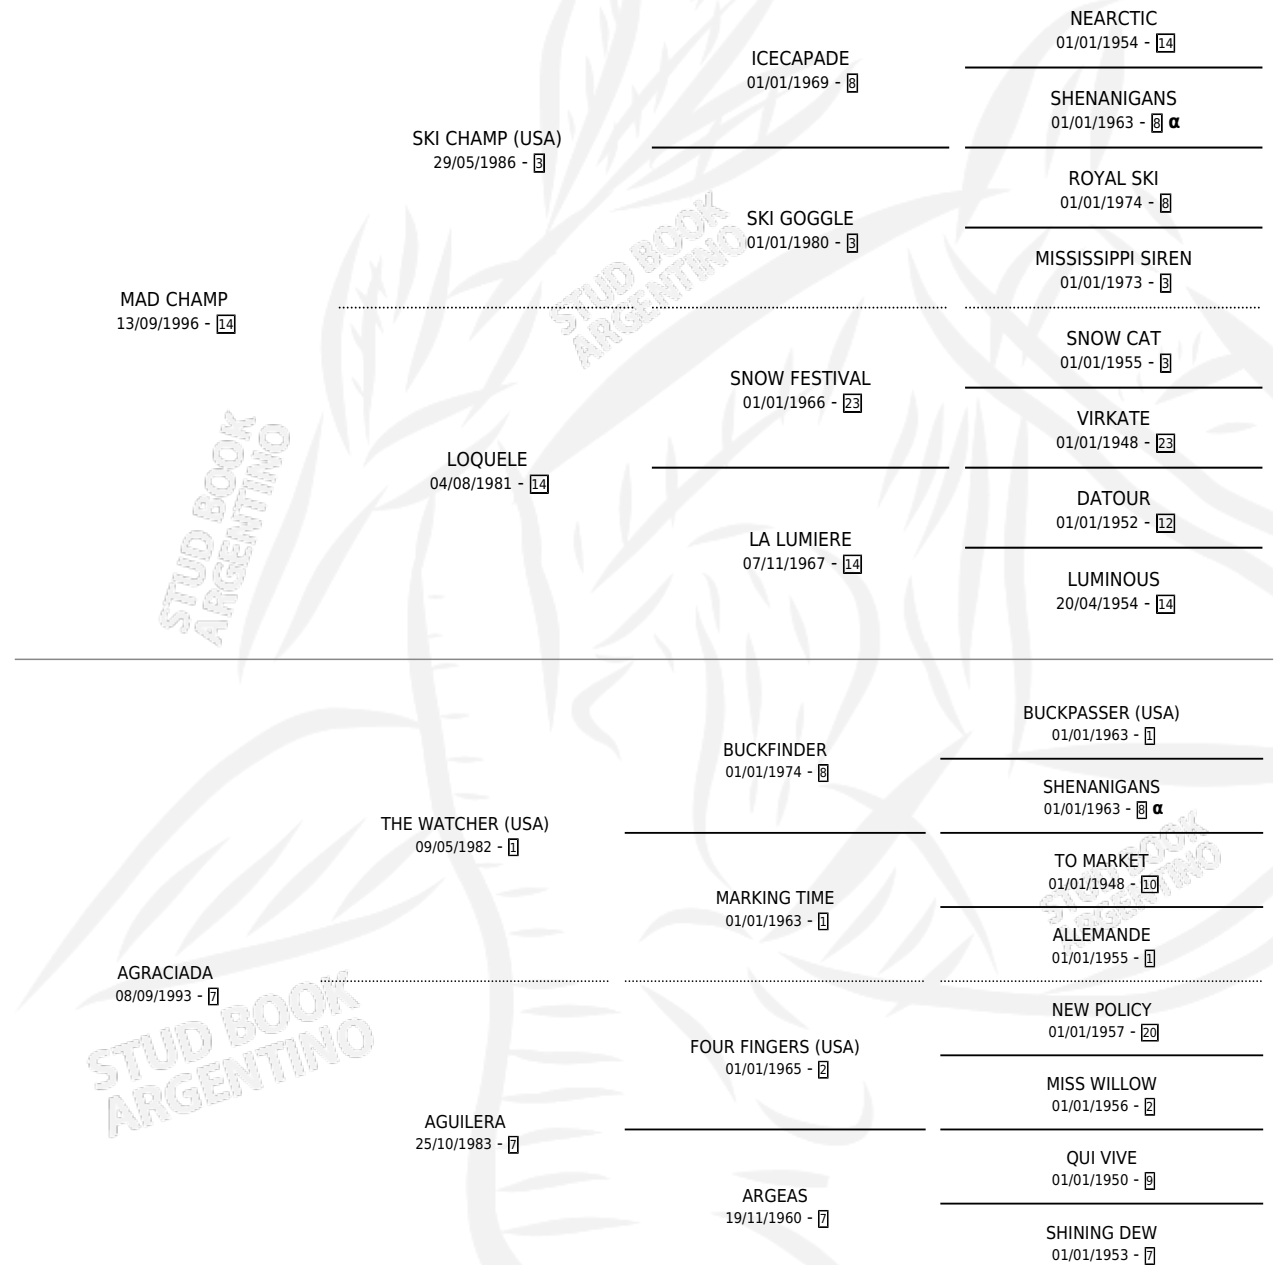 NEARCTIC
01/01/1954 - 14
ICECAPADE
01/01/1969 - 8
SHENANIGANS
01/01/1963 - 8 α
SKI CHAMP (USA)
29/05/1986 - 3
ROYAL SKI
01/01/1974 - 8
SKI GOGGLE
01/01/1980 - 3
MISSISSIPPI SIREN
01/01/1973 - 3
STUD BOOK
ARGENTINO
MAD CHAMP
13/09/1996 - 14
SNOW CAT
01/01/1955 - 3
SNOW FESTIVAL
01/01/1966 - 23
VIRKATE
01/01/1948 - 23
LOQUELE
04/08/1981 - 14
DATOUR
01/01/1952 - 12
LA LUMIERE
07/11/1967 - 14
LUMINOUS
20/04/1954 - 14
STUD BOOK
ARGENTINO
BUCKPASSER (USA)
01/01/1963 - 1
BUCKFINDER
01/01/1974 - 8
SHENANIGANS
01/01/1963 - 8 α
THE WATCHER (USA)
09/05/1982 - 1
TO MARKET
01/01/1948 - 10
STUD BOOK
ARGENTINO
MARKING TIME
01/01/1963 - 1
ALLEMANDE
01/01/1955 - 1
AGRACIADA
08/09/1993 - 7
NEW POLICY
01/01/1957 - 20
FOUR FINGERS (USA)
01/01/1965 - 2
MISS WILLOW
01/01/1956 - 2
STUD BOOK
ARGENTINO
AGUILERA
25/10/1983 - 7
QUI VIVE
01/01/1950 - 9
ARGEAS
19/11/1960 - 7
SHINING DEW
01/01/1953 - 7